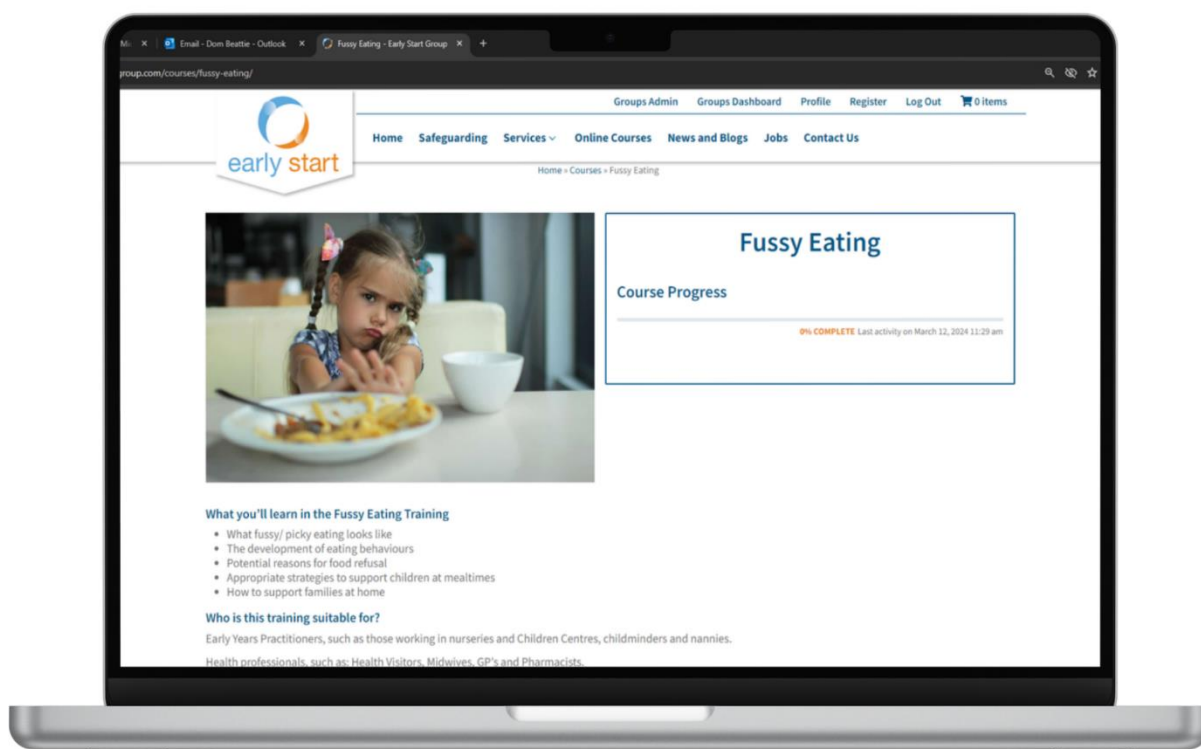 Email - Dom Beattie - Outlook
Fussy Eating - Early Start Group
group.com/courses/fussy-eating/
Groups Admin Groups Dashboard Profile Register Log Out 0 items
early start
Home Safeguarding Services Online Courses News and Blogs Jobs Contact Us
Home » Courses » Fussy Eating
Fussy Eating
Course Progress
0% COMPLETE Last activity on March 12, 2024 11:29 am
What you'll learn in the Fussy Eating Training
• What fussy/ picky eating looks like
• The development of eating behaviours
• Potential reasons for food refusal
• Appropriate strategies to support children at mealtimes
• How to support families at home
Who is this training suitable for?
Early Years Practitioners, such as those working in nurseries and Children Centres, childminders and nannies.
Health professionals, such as: Health Visitors, Midwives, GP's and Pharmacists.